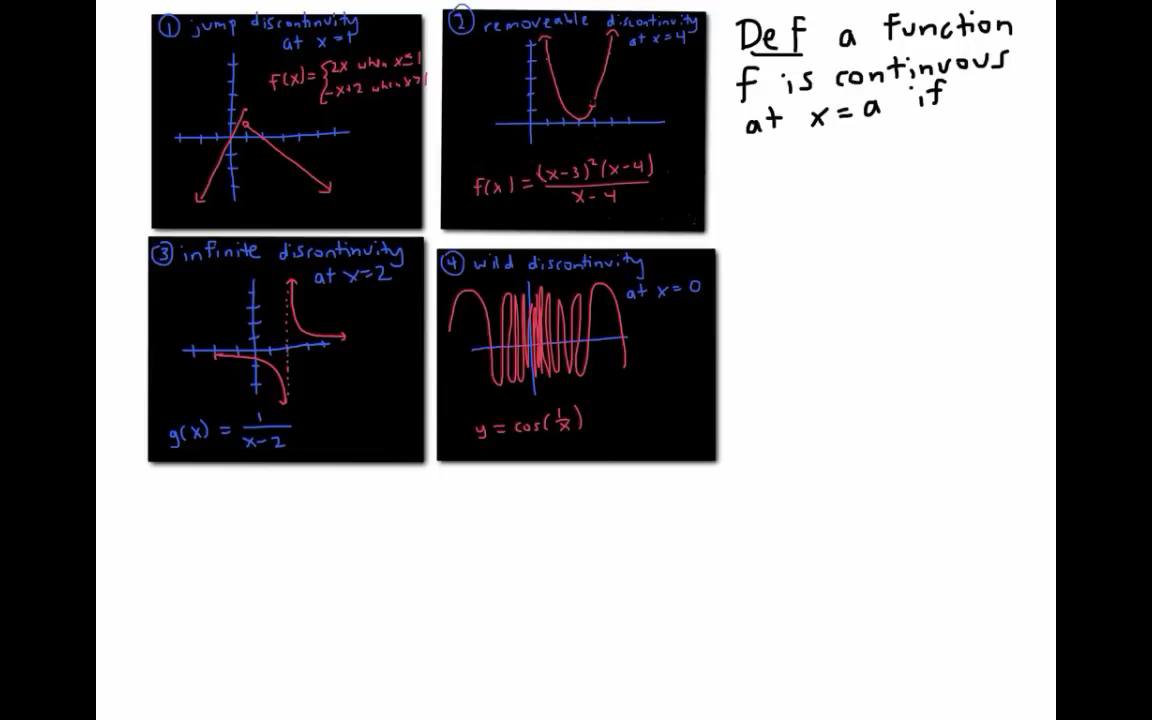 ① jump discontinuity
at x=1
f(x)={2x when x≤1
-x+2 when x>1
② removeable discontinuity
at x=4
f(x) = (x-3)²(x-4)
x-4
③ infinite discontinuity
at x=2
g(x) = 1
x-2
④ wild discontinuity
at x=0
y = cos(1/x)
Def a function
f is continuous
at x=a if